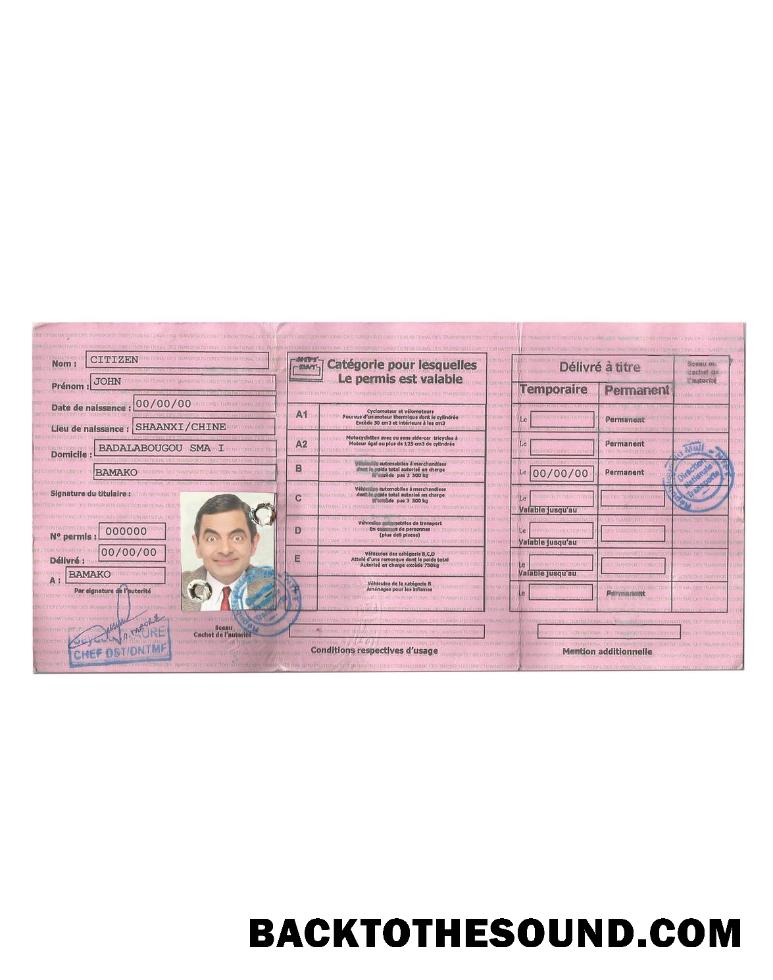 Nom : CITIZEN
Prénom : JOHN
Date de naissance : 00/00/00
Lieu de naissance : SHAANXI/CHINE
Domicile : BADALABOUGOU SMA I
BAMAKO
Signature du titulaire :
N° permis : 000000
Délivré : 00/00/00
A : BAMAKO
Par signature de l'autorité
CHEF DST/DNTMF
Sceau
Cachet de l'autorité
Catégorie pour lesquelles
Le permis est valable
A1
Cyclomoteur et vélomoteurs
Pourvus d'un moteur thermique dont la cylindrée
Excède 50 cm3 et inférieure à les cm3
A2
Motocyclettes avec ou sans side-car tricycles à
Moteur égal ou plus de 125 cm3 de cylindrée
B
Véhicules automobiles à marchandises
dont le poids total autorisé en charge
N'excède pas 3 500 kg
C
Véhicules automobiles à marchandises
dont le poids total autorisé en charge
N'excède pas 3 500 kg
D
Véhicules automobiles de transport
En commun de personnes
(plus de8 places)
E
Véhicules des catégorie B,C,D
Attelé d'une remorque dont le poids total
Autorisé en charge excède 750kg
Véhicules de la catégorie B
Aménagés pour les infirmes
Conditions respectives d'usage
Délivré à titre
Temporaire
Permanent
Sceau ou
cachet de
l'autorité
Le
Permanent
Le
Permanent
Le 00/00/00
Permanent
Le
Valable jusqu'au
Le
Valable jusqu'au
Le
Valable jusqu'au
Le
Permanent
République du Mali
Direction
Nationale
Transports
Mention additionnelle
BACKTOTHESOUND.COM